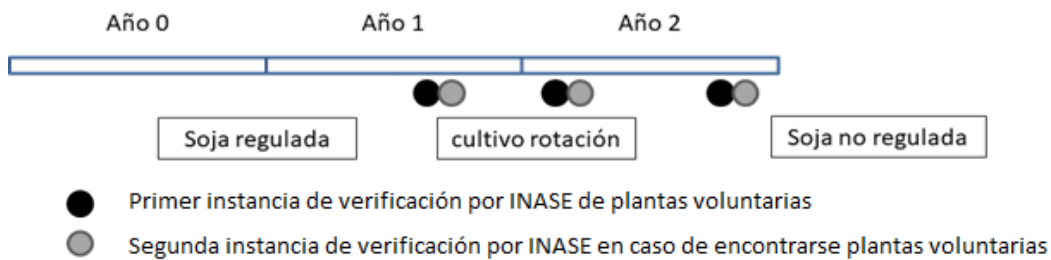 Año 0 Año 1 Año 2
Soja regulada cultivo rotación Soja no regulada
Primer instancia de verificación por INASE de plantas voluntarias
Segunda instancia de verificación por INASE en caso de encontrarse plantas voluntarias